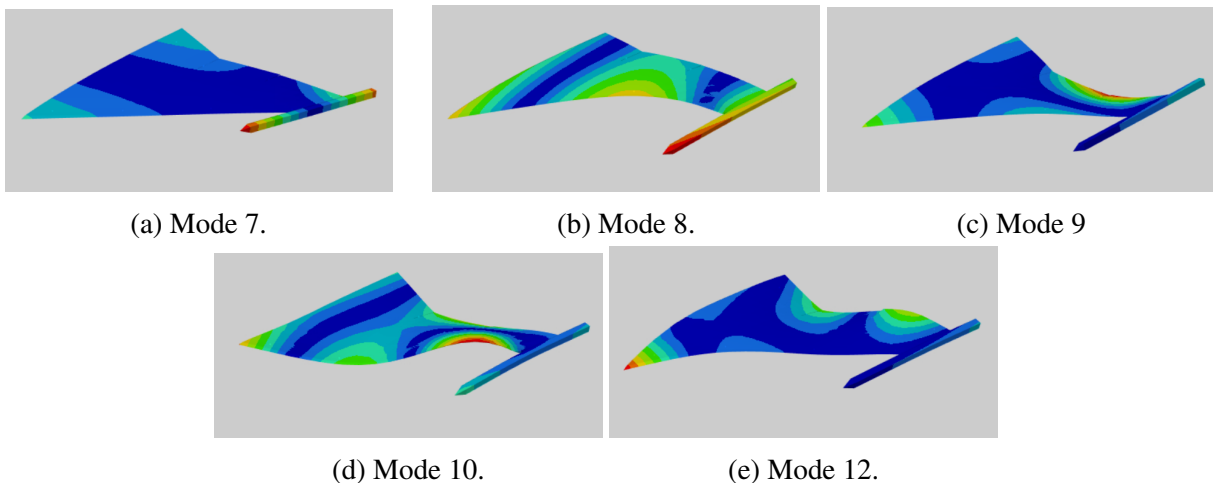 (a) Mode 7.
(b) Mode 8.
(c) Mode 9
(d) Mode 10.
(e) Mode 12.